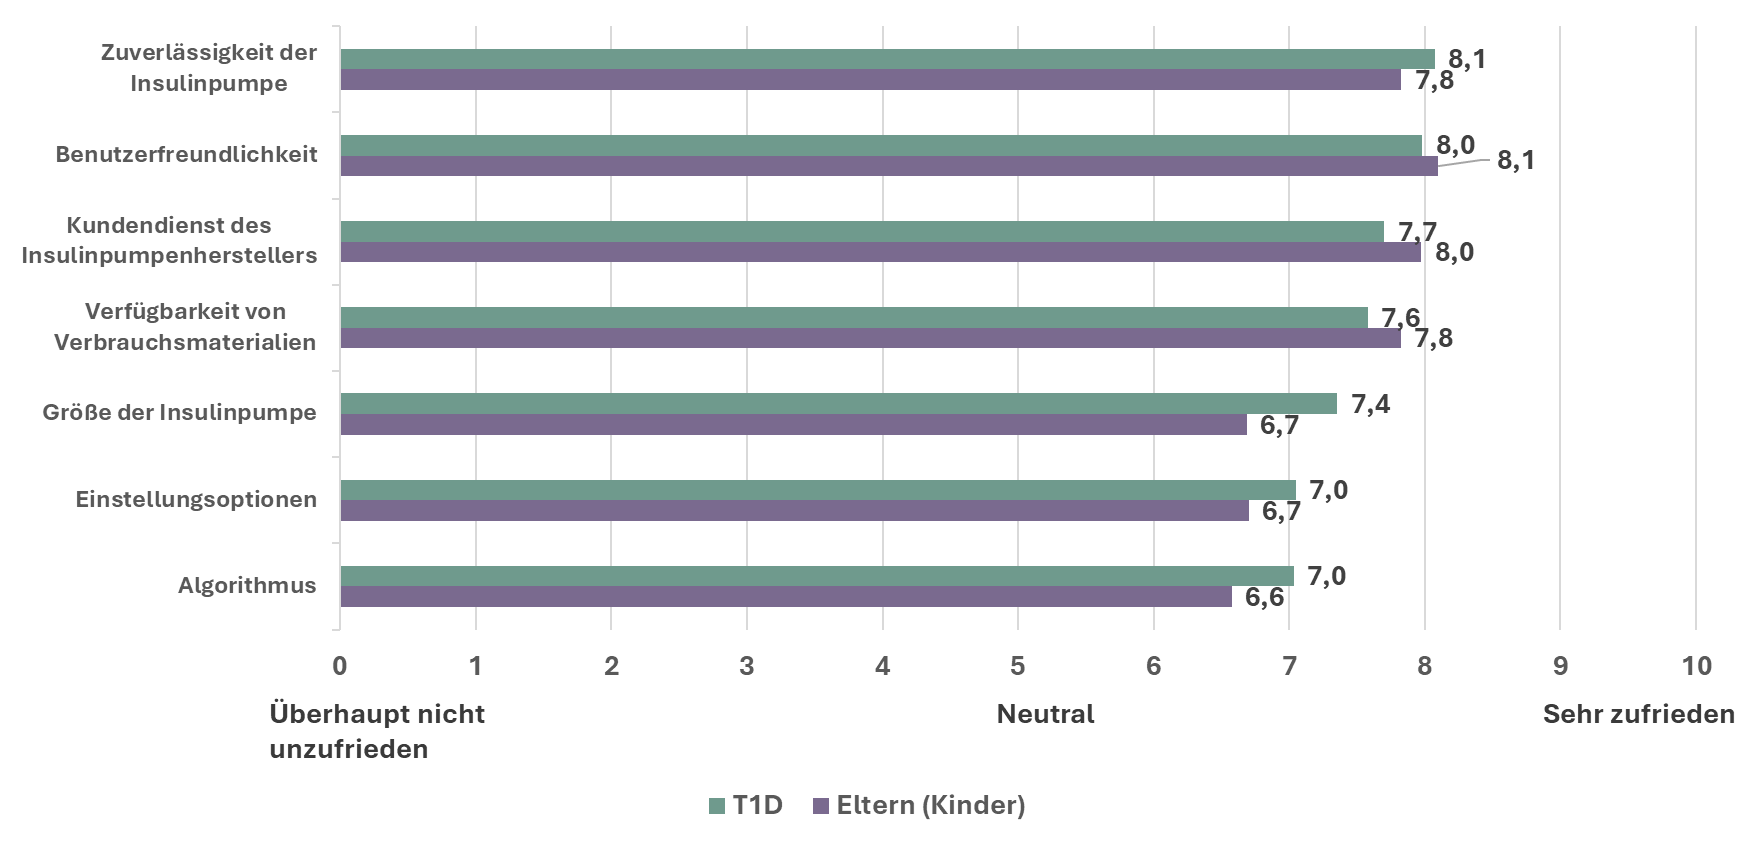 Zuverlässigkeit der
Insulinpumpe
8,1
7,8
Benutzerfreundlichkeit
8,0
8,1
Kundendienst des
Insulinpumpenherstellers
7,7
8,0
Verfügbarkeit von
Verbrauchsmaterialien
7,6
7,8
Größe der Insulinpumpe
7,4
6,7
Einstellungsoptionen
7,0
6,7
Algorithmus
7,0
6,6
0 1 2 3 4 5 6 7 8 9 10
Überhaupt nicht
unzufrieden
Neutral
Sehr zufrieden
T1D Eltern (Kinder)